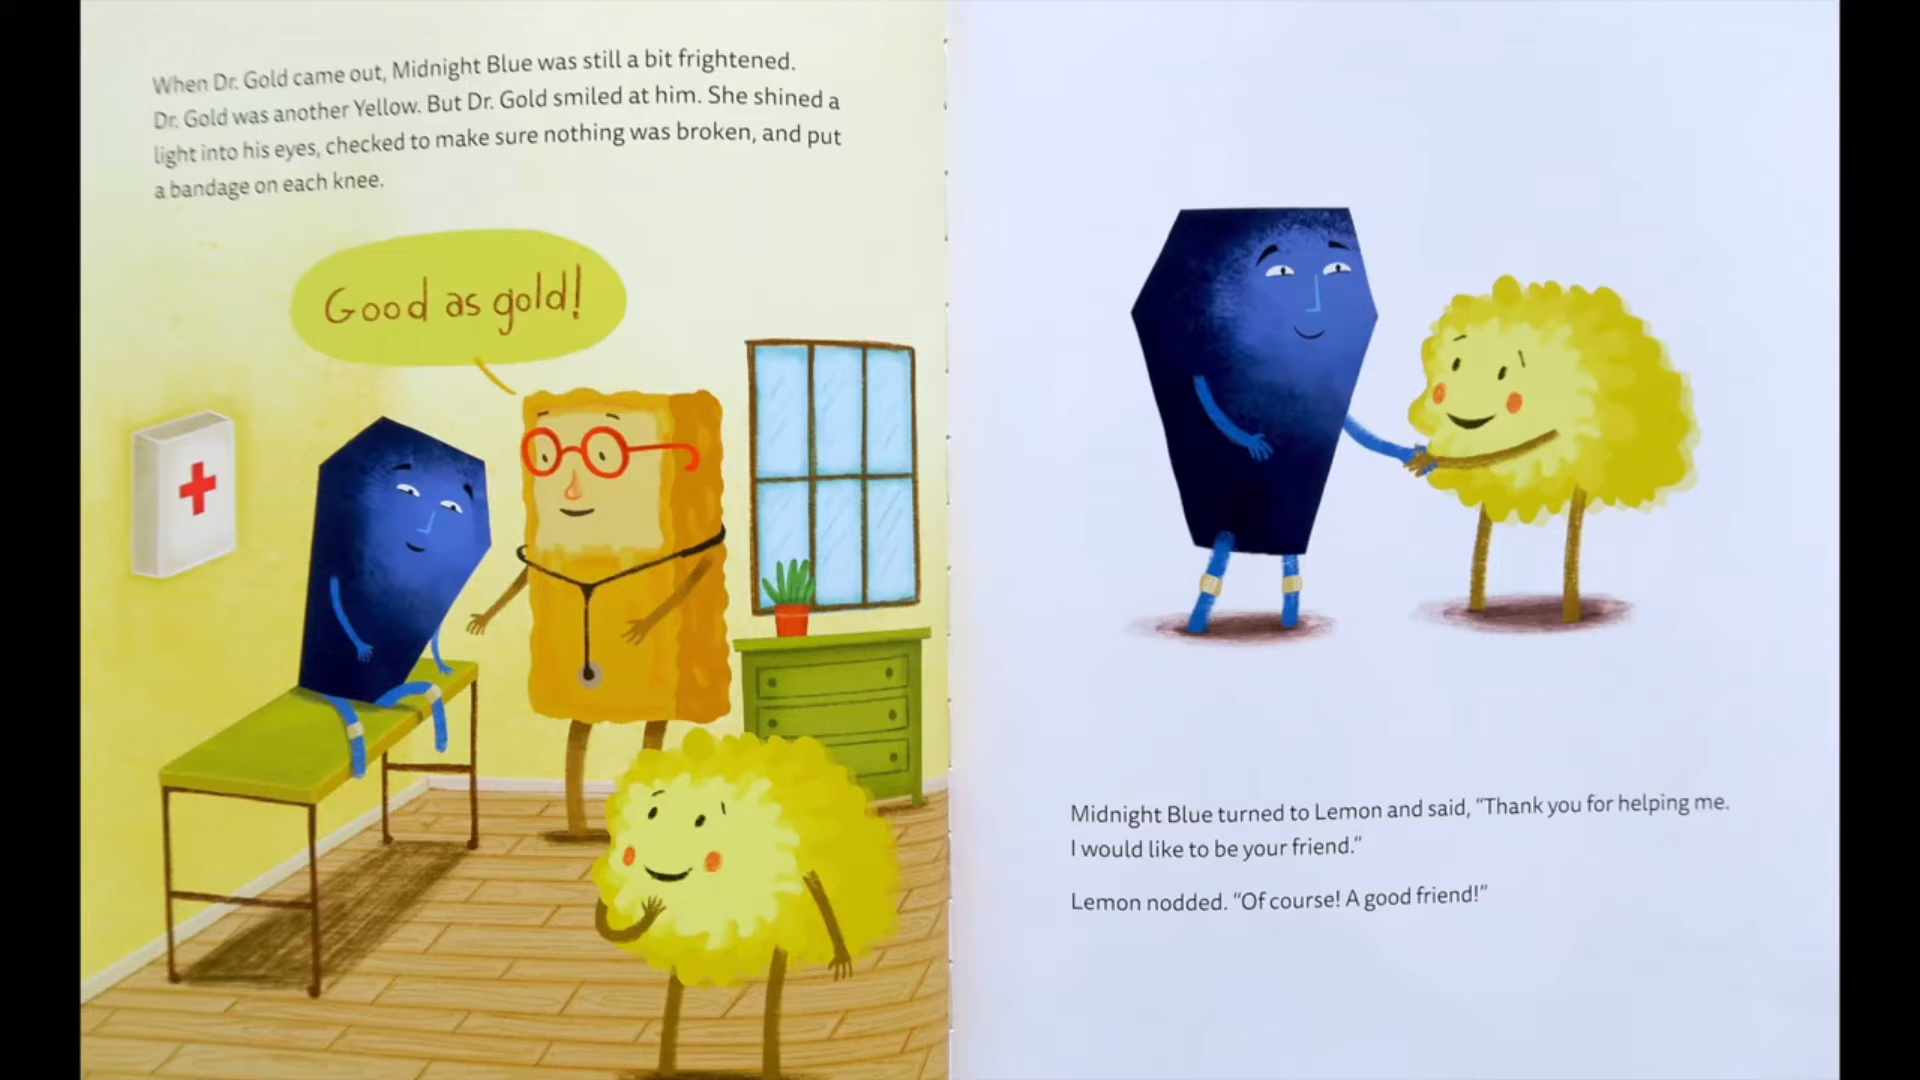 When Dr. Gold came out, Midnight Blue was still a bit frightened.
Dr. Gold was another Yellow. But Dr. Gold smiled at him. She shined a
light into his eyes, checked to make sure nothing was broken, and put
a bandage on each knee.
Good as gold!
Midnight Blue turned to Lemon and said, “Thank you for helping me.
I would like to be your friend.”
Lemon nodded. “Of course! A good friend!”